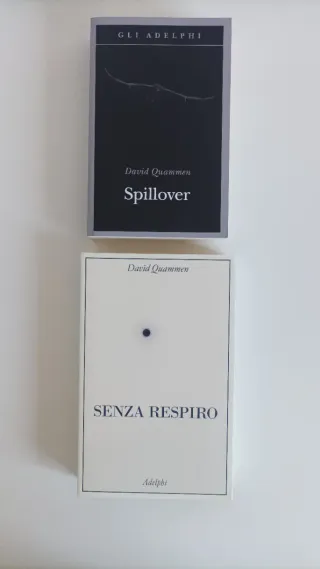 GLI ADELPHI
David Quammen
Spillover
David Quammen
SENZA RESPIRO
Adelphi